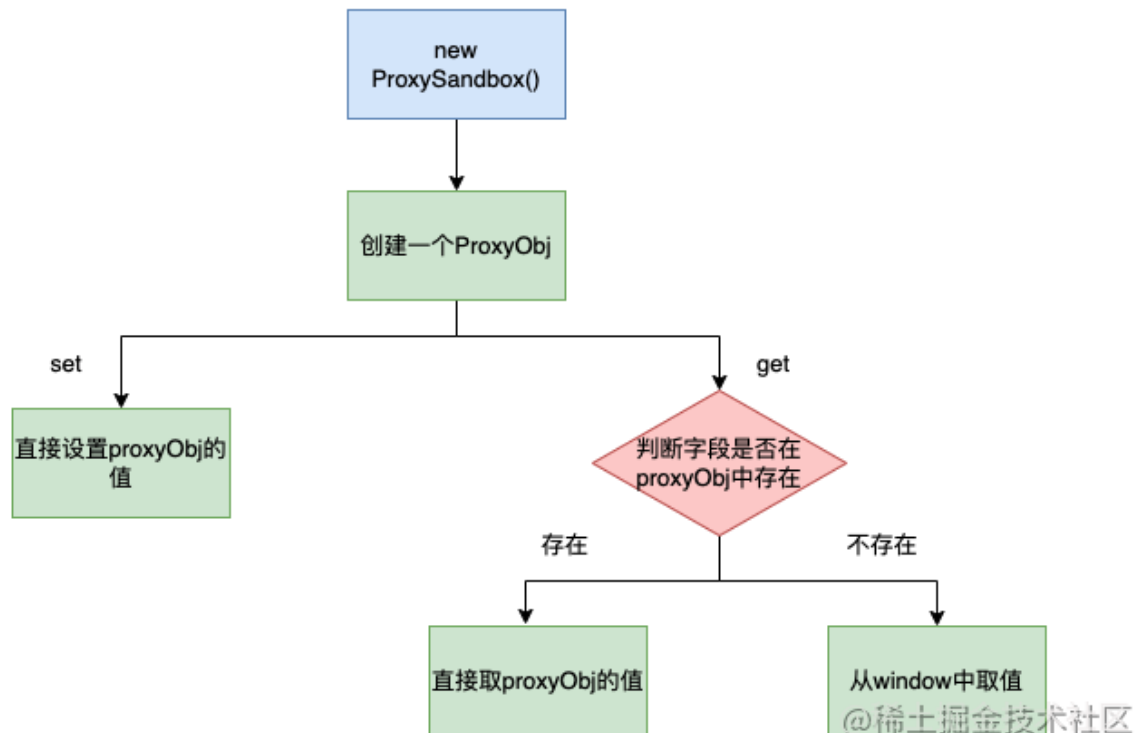 new
ProxySandbox()
创建一个ProxyObj
set
get
直接设置proxyObj的
值
判断字段是否在
proxyObj中存在
存在
不存在
直接取proxyObj的值
从window中取值
@稀土掘金技术社区